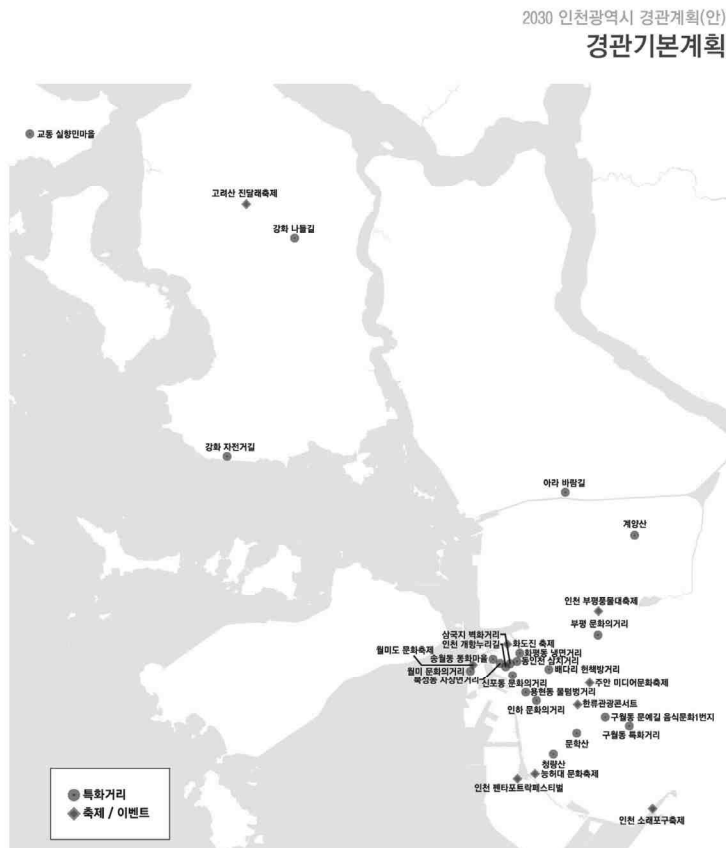 2030 인천광역시 경관계획(안)
경관기본계획
교동 실향민마을
고려산 진달래축제
강화 나들길
강화 자전거길
아라 바람길
계양산
인천 부평풍물대축제
부평 문화의거리
삼국지 벽화거리
인천 개항누리길
화도진 축제
월미도 문화축제
송월동 동화마을
화평동 냉면거리
동인천 삼치거리
월미 문화의거리
배다리 헌책방거리
북성동 자장면거리
신포동 문화의거리
주안 미디어문화축제
용현동 물텀벙거리
인하 문화의거리
한류관광콘서트
구월동 문예길 음식문화1번지
구월동 특화거리
문학산
청량산
능허대 문화축제
인천 펜타포트락페스티벌
인천 소래포구축제
특화거리
축제 / 이벤트